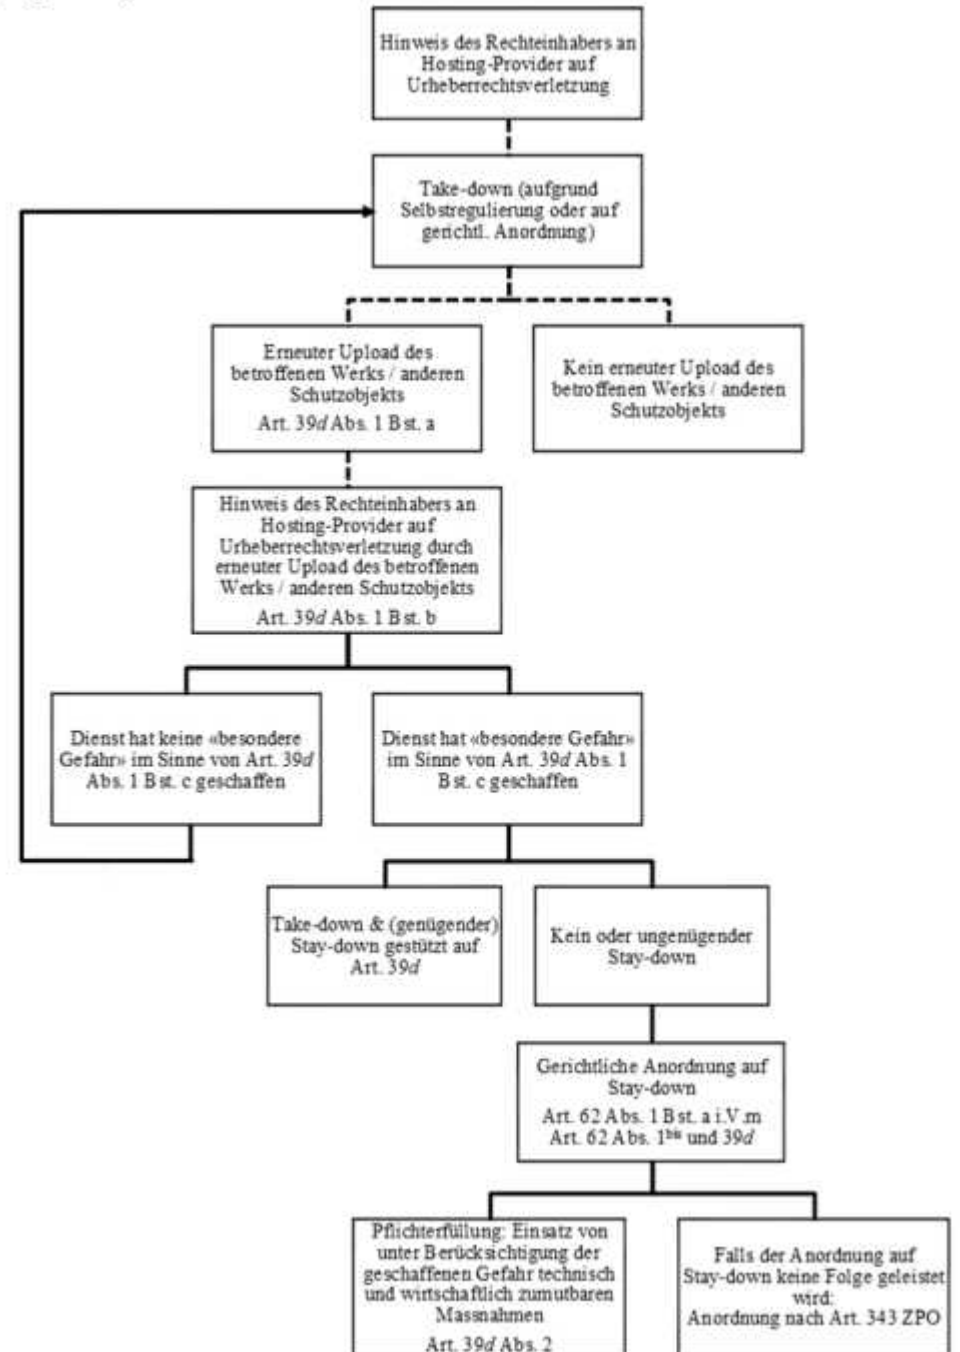 Hinweis des Rechteinhabers an
Hosting-Provider auf
Urheberrechtsverletzung
Take-down (aufgrund
Selbstregulierung oder auf
gerichtl. Anordnung)
Erneuter Upload des
betroffenen Werks / anderen
Schutzobjekts
Art. 39d Abs. 1 Bst. a
Kein erneuter Upload des
betroffenen Werks / anderen
Schutzobjekts
Hinweis des Rechteinhabers an
Hosting-Provider auf
Urheberrechtsverletzung durch
erneuter Upload des betroffenen
Werks / anderen Schutzobjekts
Art. 39d Abs. 1 Bst. b
Dienst hat keine «besondere
Gefahr» im Sinne von Art. 39d
Abs. 1 Bst. c geschaffen
Dienst hat «besondere Gefahr»
im Sinne von Art. 39d Abs. 1
Bst. c geschaffen
Take-down & (genügender)
Stay-down gestützt auf
Art. 39d
Kein oder ungenügender
Stay-down
Gerichtliche Anordnung auf
Stay-down
Art. 62 Abs. 1 Bst. a i.V.m
Art. 62 Abs. 1bis und 39d
Pflichterfüllung: Einsatz von
unter Berücksichtigung der
geschaffenen Gefahr technisch
und wirtschaftlich zumutbaren
Massnahmen
Art. 39d Abs. 2
Falls der Anordnung auf
Stay-down keine Folge geleistet
wird:
Anordnung nach Art. 343 ZPO